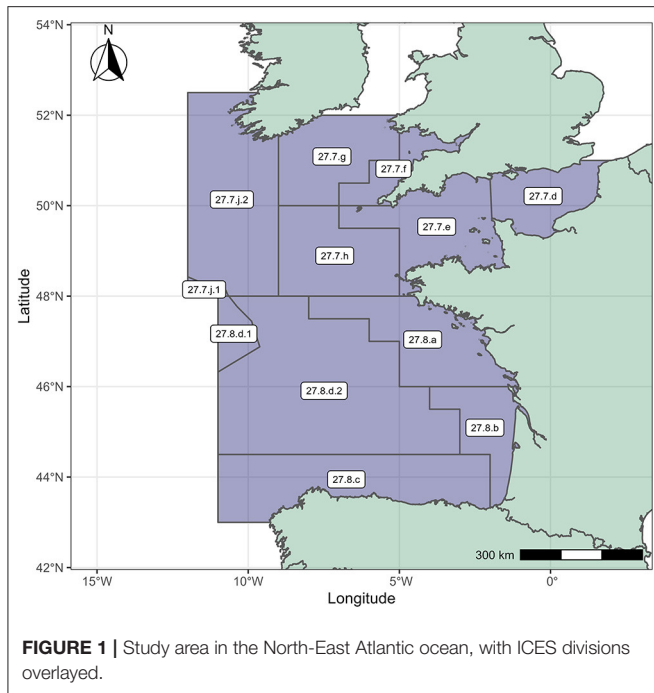 54°N
N
52°N
27.7.g
27.7.f
27.7.j.2
27.7.d
50°N
27.7.e
27.7.h
Latitude
27.7.j.1
48°N
27.8.d.1
27.8.a
46°N
27.8.d.2
27.8.b
44°N
27.8.c
300 km
42°N
15°W
10°W
5°W
0°
Longitude
FIGURE 1 | Study area in the North-East Atlantic ocean, with ICES divisions
overlayed.